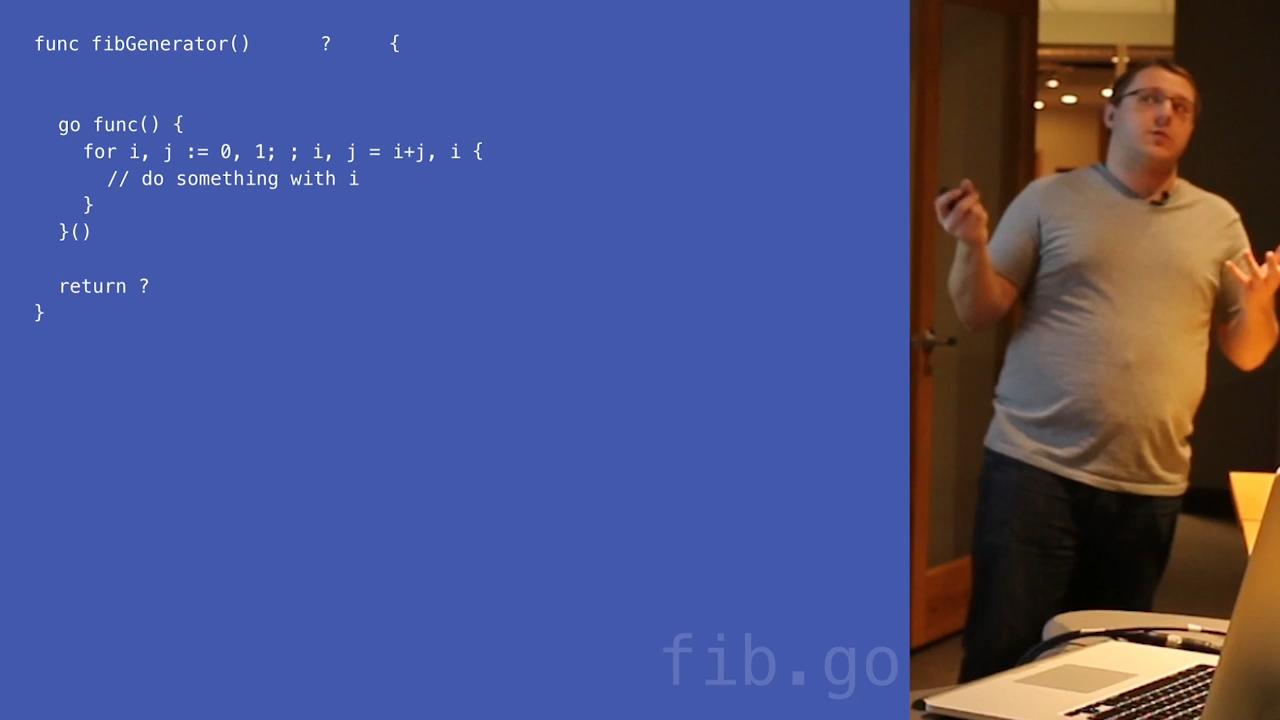 func fibGenerator() ? {
go func() {
for i, j := 0, 1; ; i, j = i+j, i {
// do something with i
}
}()
return ?
}
fib.go